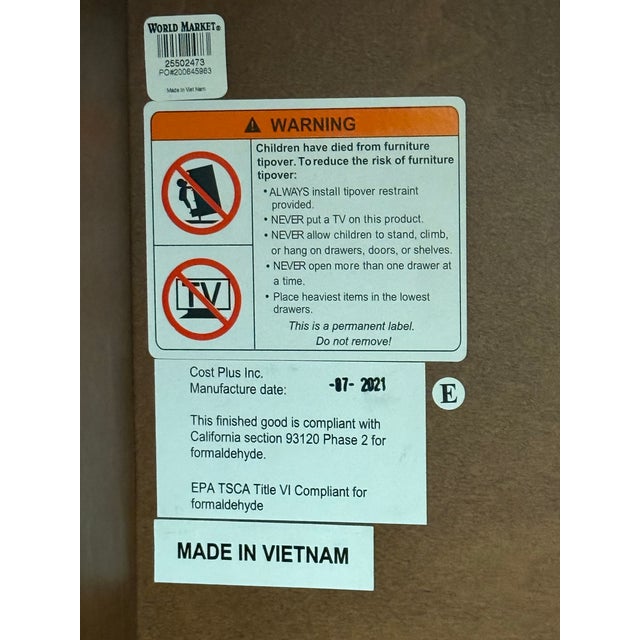 WORLD MARKET®
25502473
PO#200645963
Made in Viet Nam
WARNING
Children have died from furniture
tipover. To reduce the risk of furniture
tipover:
• ALWAYS install tipover restraint
provided.
• NEVER put a TV on this product.
• NEVER allow children to stand, climb,
or hang on drawers, doors, or shelves.
• NEVER open more than one drawer at
a time.
• Place heaviest items in the lowest
drawers.
This is a permanent label.
Do not remove!
TV
Cost Plus Inc.
Manufacture date: -07- 2021
E
This finished good is compliant with
California section 93120 Phase 2 for
formaldehyde.
EPA TSCA Title VI Compliant for
formaldehyde
MADE IN VIETNAM